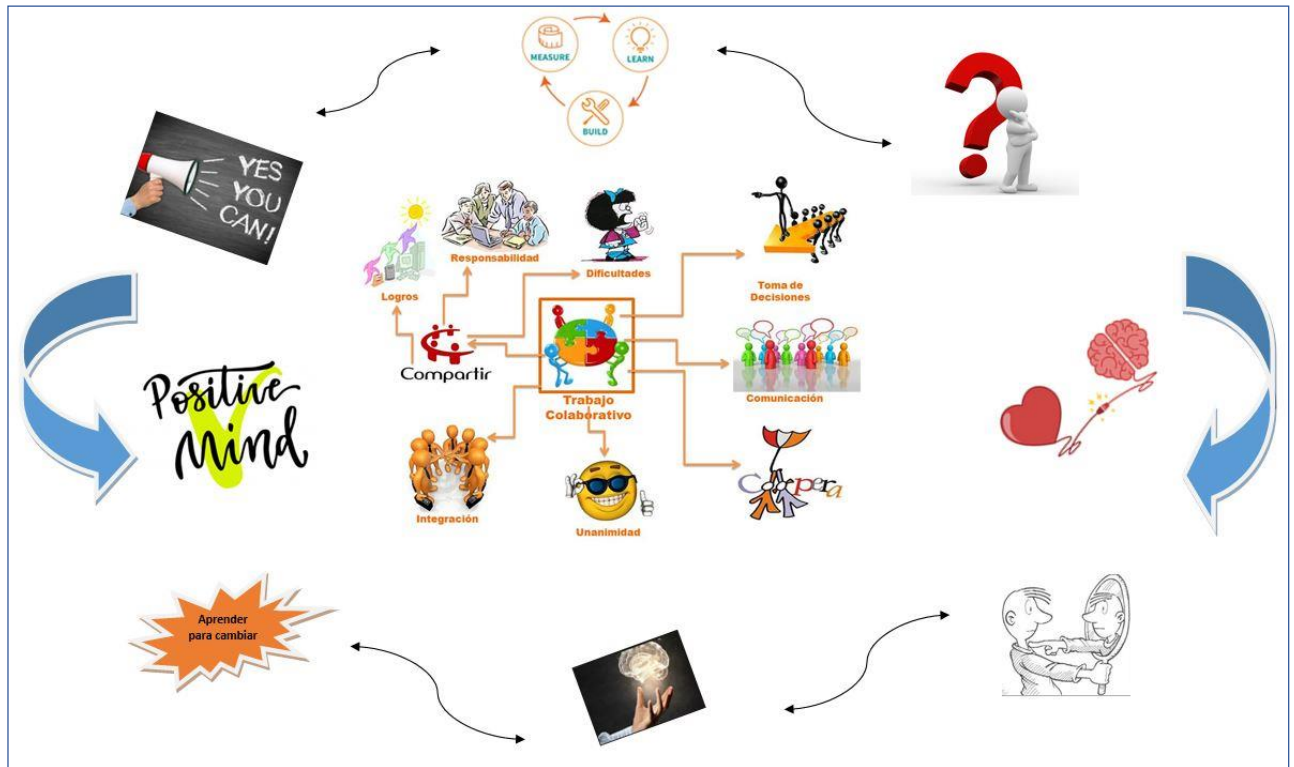 MEASURE
LEARN
BUILD
YES
YOU
CAN!
Responsabilidad
Dificultades
Logros
Toma de
Decisiones
Compartir
Trabajo
Colaborativo
Comunicación
Positive
Mind
Integración
Unanimidad
Coopera
Aprender
para cambiar